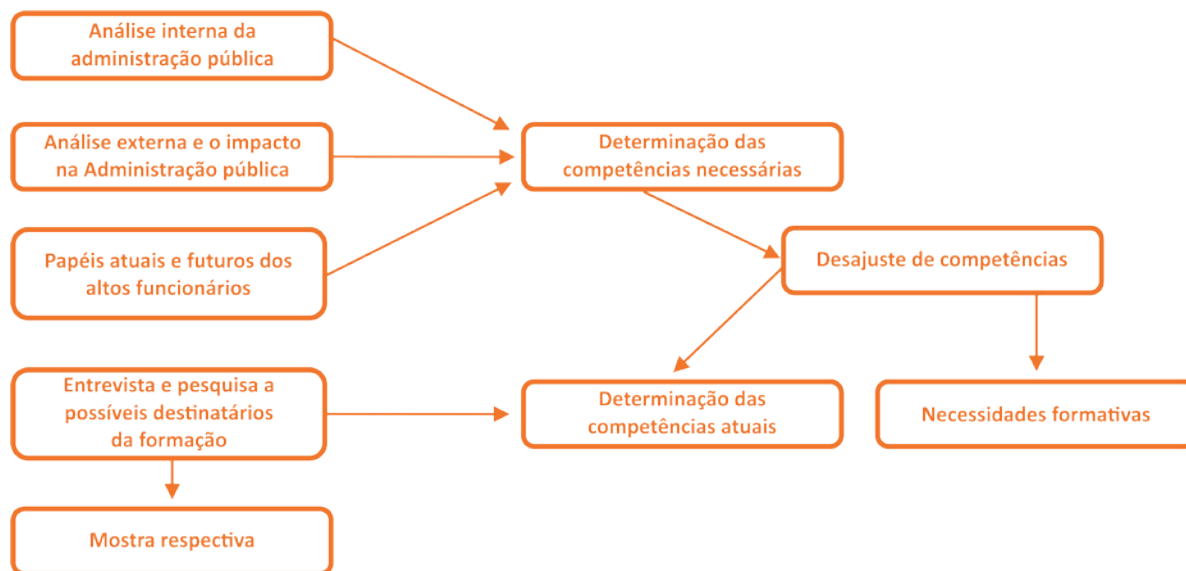 Análise interna da
administração pública
Análise externa e o impacto
na Administração pública
Determinação das
competências necessárias
Papéis atuais e futuros dos
altos funcionários
Desajuste de competências
Entrevista e pesquisa a
possíveis destinatários
da formação
Determinação das
competências atuais
Necessidades formativas
Mostra respectiva